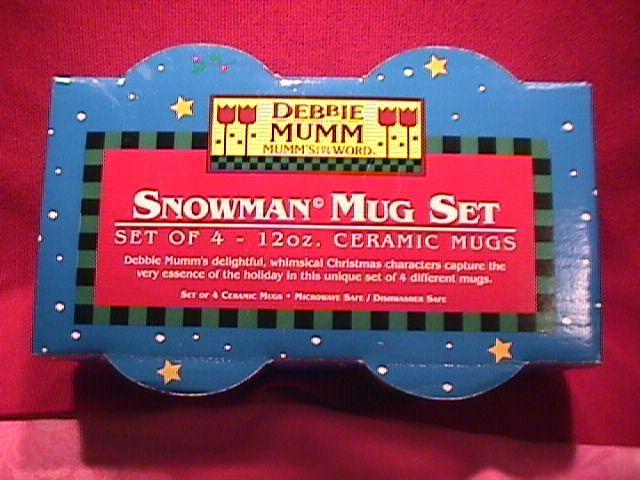 DEBBIE
MUMM
MUMM'S THE WORD.
SNOWMAN© MUG SET
SET OF 4 - 12oz. CERAMIC MUGS
Debbie Mumm's delightful, whimsical Christmas characters capture the
very essence of the holiday in this unique set of 4 different mugs.
SET OF 4 CERAMIC MUGS • MICROWAVE SAFE / DISHWASHER SAFE